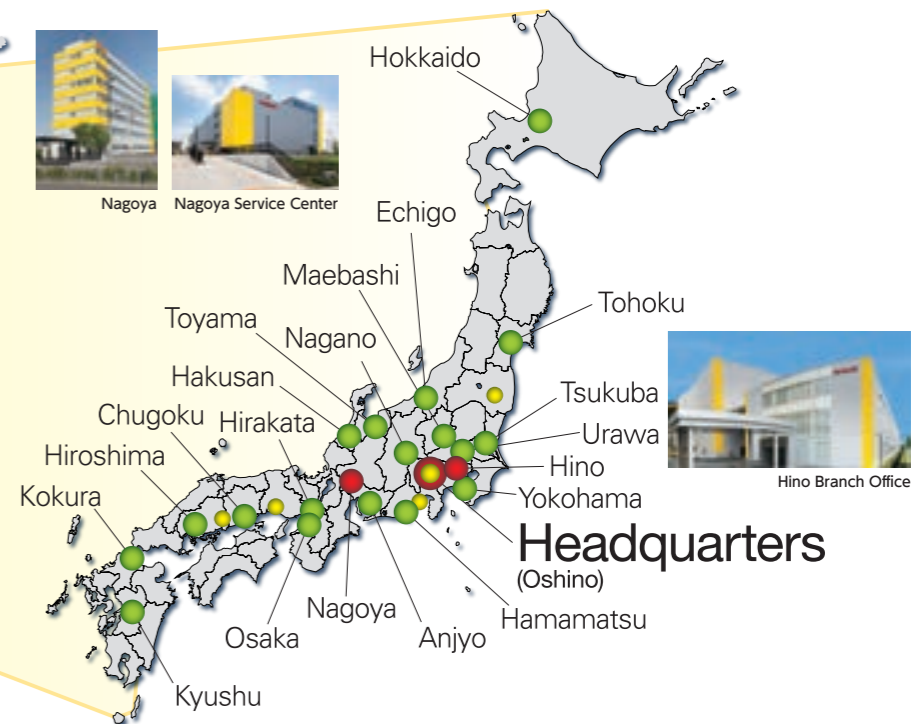 Hokkaido
Nagoya
Nagoya Service Center
Echigo
Maebashi
Tohoku
Toyama
Nagano
Hakusan
Tsukuba
Chugoku
Hirakata
Urawa
Hiroshima
Hino
Hino Branch Office
Kokura
Yokohama
Headquarters
(Oshino)
Nagoya
Hamamatsu
Osaka
Anjyo
Kyushu